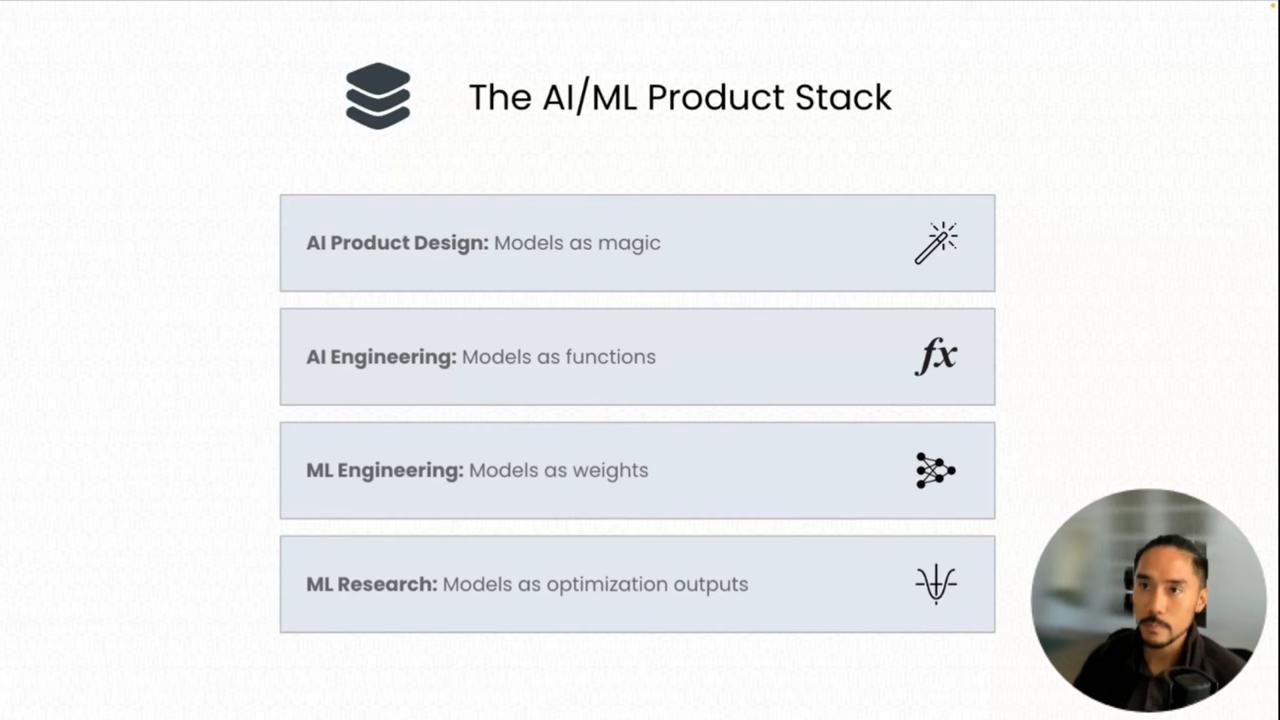 The AI/ML Product Stack
AI Product Design: Models as magic
AI Engineering: Models as functions
fx
ML Engineering: Models as weights
ML Research: Models as optimization outputs